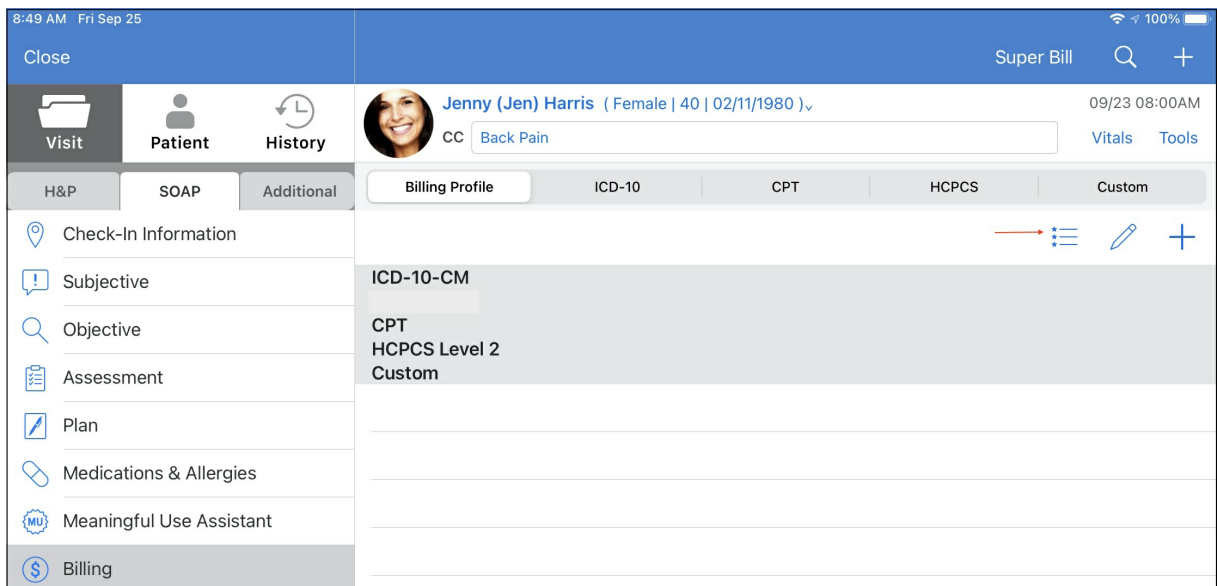 8:49 AM Fri Sep 25
100%
Close
Super Bill
Visit
Patient
History
Jenny (Jen) Harris ( Female | 40 | 02/11/1980 )
09/23 08:00AM
CC Back Pain
Vitals Tools
H&P SOAP Additional
Billing Profile ICD-10 CPT HCPCS Custom
Check-In Information
Subjective
Objective
Assessment
Plan
Medications & Allergies
MU Meaningful Use Assistant
$ Billing
ICD-10-CM
CPT
HCPCS Level 2
Custom